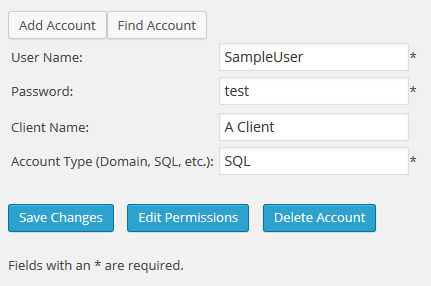 Add Account Find Account
User Name: SampleUser *
Password: test *
Client Name: A Client
Account Type (Domain, SQL, etc.): SQL *
Save Changes Edit Permissions Delete Account
Fields with an * are required.